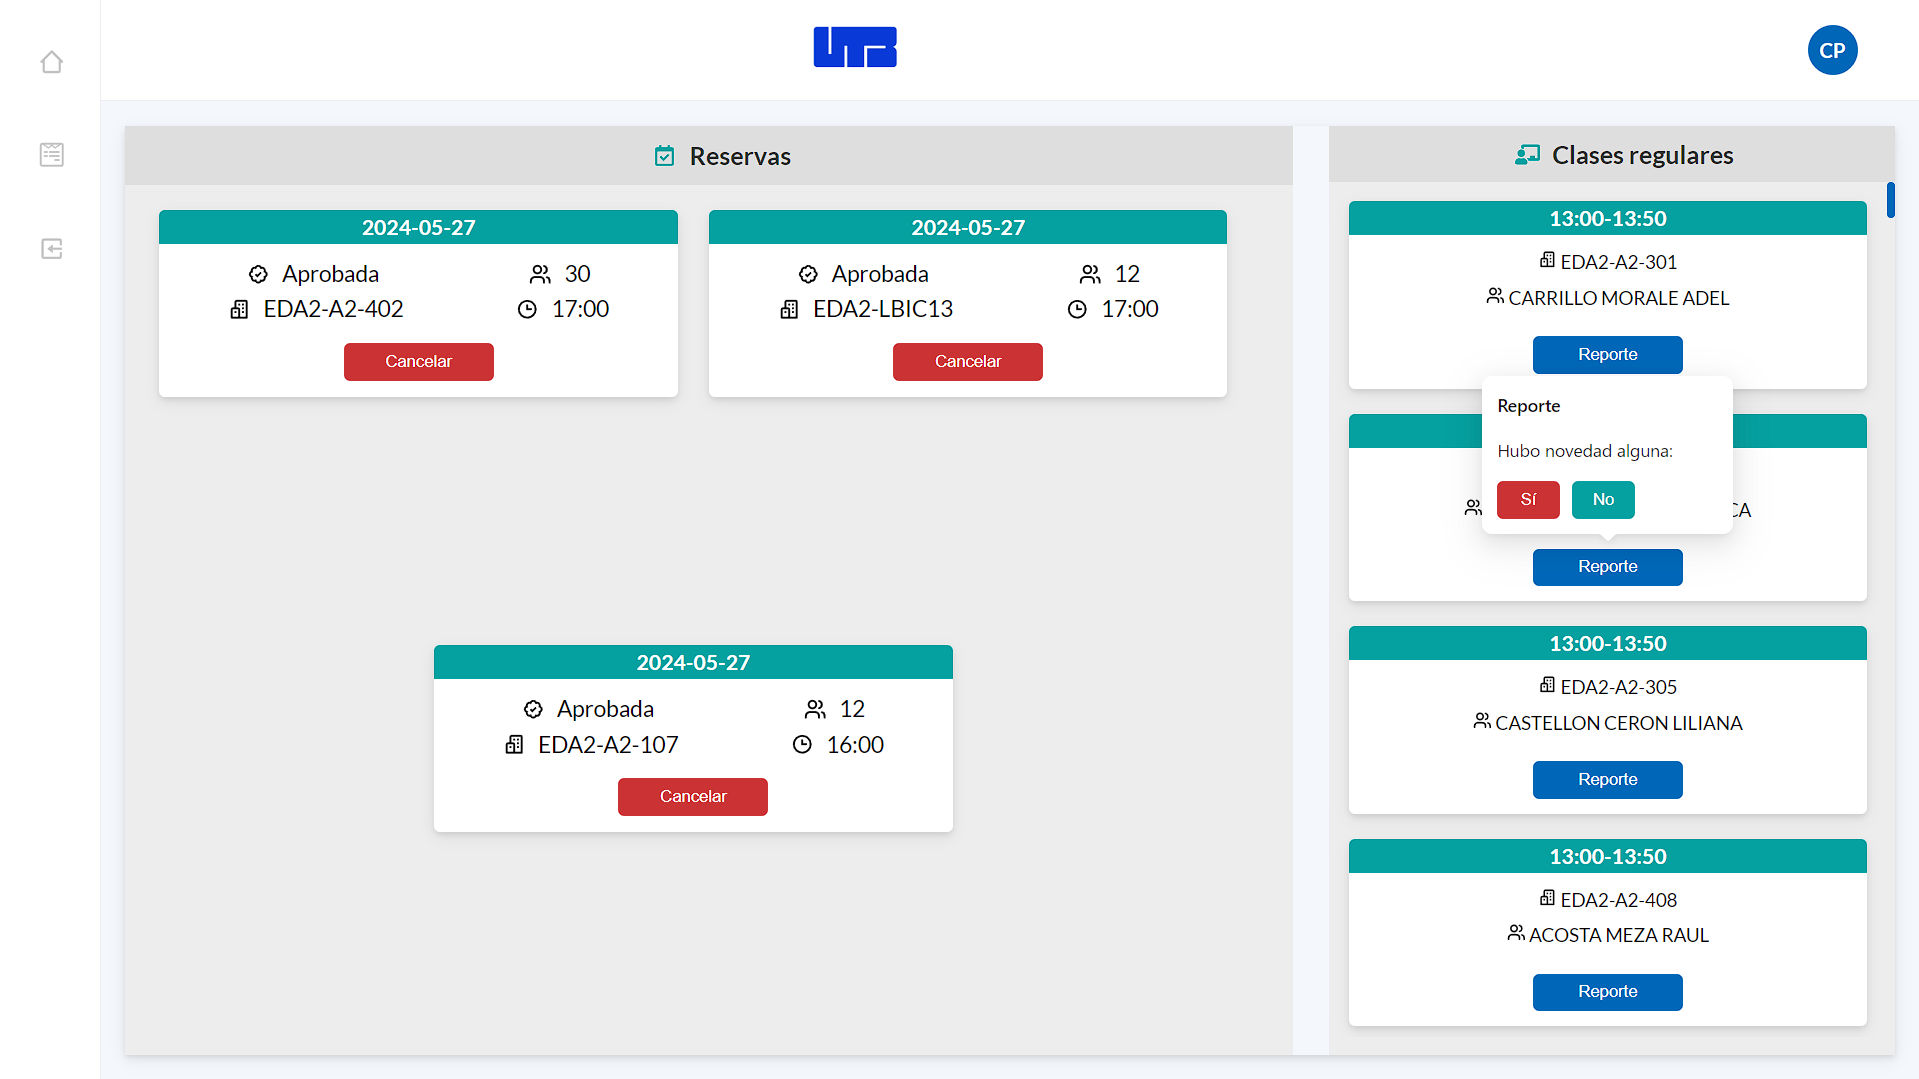 UTB
CP
Reservas
2024-05-27
Aprobada
30
EDA2-A2-402
17:00
Cancelar
2024-05-27
Aprobada
12
EDA2-LBIC13
17:00
Cancelar
2024-05-27
Aprobada
12
EDA2-A2-107
16:00
Cancelar
Clases regulares
13:00-13:50
EDA2-A2-301
CARRILLO MORALE ADEL
Reporte
Reporte
Hubo novedad alguna:
Sí
No
Reporte
13:00-13:50
EDA2-A2-305
CASTELLON CERON LILIANA
Reporte
13:00-13:50
EDA2-A2-408
ACOSTA MEZA RAUL
Reporte